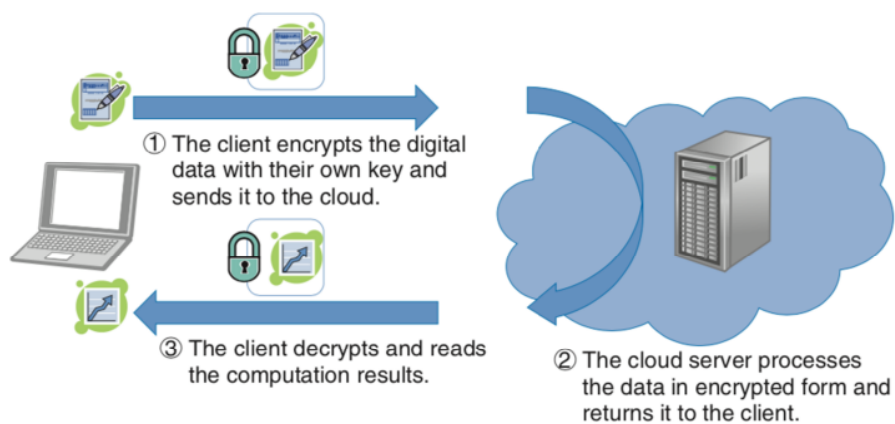 ① The client encrypts the digital
data with their own key and
sends it to the cloud.
③ The client decrypts and reads
the computation results.
② The cloud server processes
the data in encrypted form and
returns it to the client.